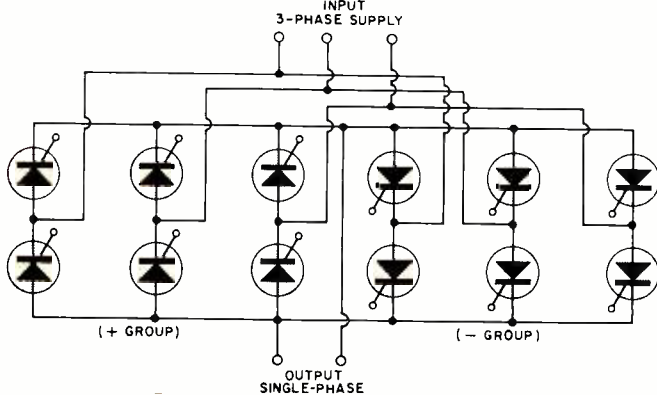 INPUT
3-PHASE SUPPLY
(+ GROUP)
(- GROUP)
OUTPUT
SINGLE-PHASE